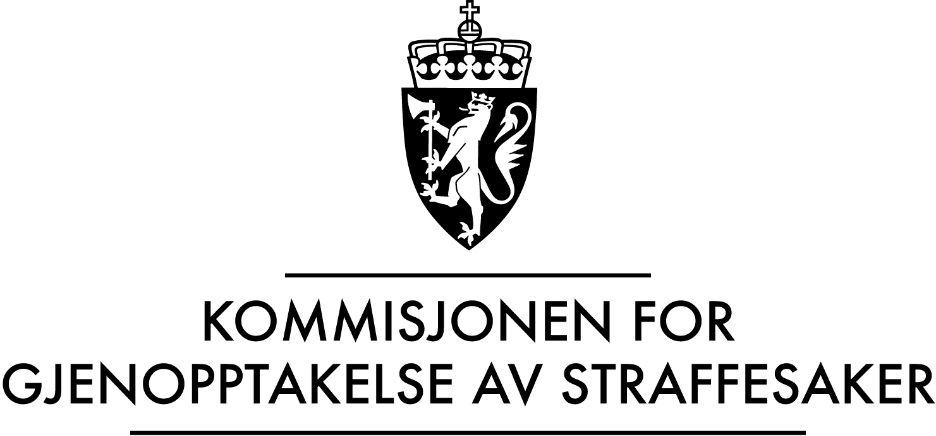 KOMMISJONEN FOR
GJENOPPTAKELSE AV STRAFFESAKER